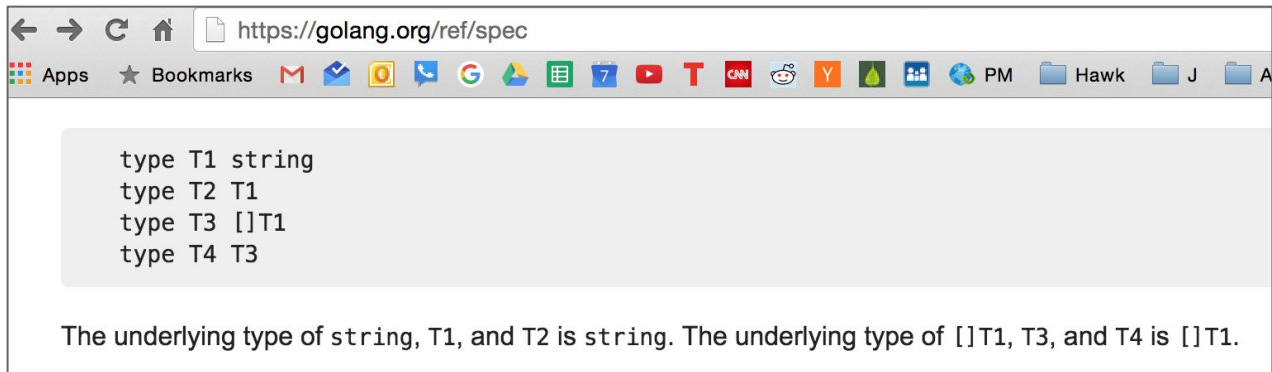 https://golang.org/ref/spec
Apps Bookmarks M O G 7 T CNN Y PM Hawk J A
type T1 string
type T2 T1
type T3 []T1
type T4 T3
The underlying type of string, T1, and T2 is string. The underlying type of []T1, T3, and T4 is []T1.